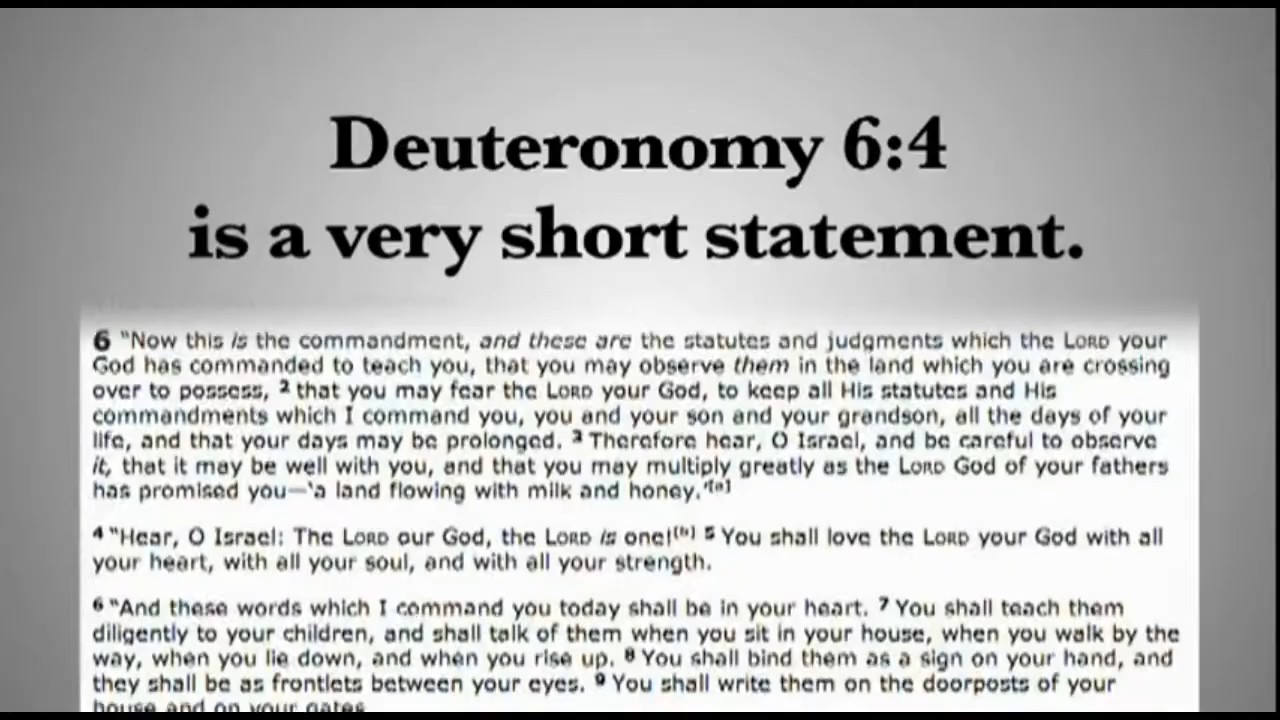 Deuteronomy 6:4
is a very short statement.
6 "Now this is the commandment, and these are the statutes and judgments which the LORD your
God has commanded to teach you, that you may observe them in the land which you are crossing
over to possess, 2 that you may fear the LORD your God, to keep all His statutes and His
commandments which I command you, you and your son and your grandson, all the days of your
life, and that your days may be prolonged. 3 Therefore hear, O Israel, and be careful to observe
it, that it may be well with you, and that you may multiply greatly as the LORD God of your fathers
has promised you—'a land flowing with milk and honey.'[a]
4 "Hear, O Israel: The LORD our God, the LORD is one![b] 5 You shall love the LORD your God with all
your heart, with all your soul, and with all your strength.
6 "And these words which I command you today shall be in your heart. 7 You shall teach them
diligently to your children, and shall talk of them when you sit in your house, when you walk by the
way, when you lie down, and when you rise up. 8 You shall bind them as a sign on your hand, and
they shall be as frontlets between your eyes. 9 You shall write them on the doorposts of your
house and on your gates